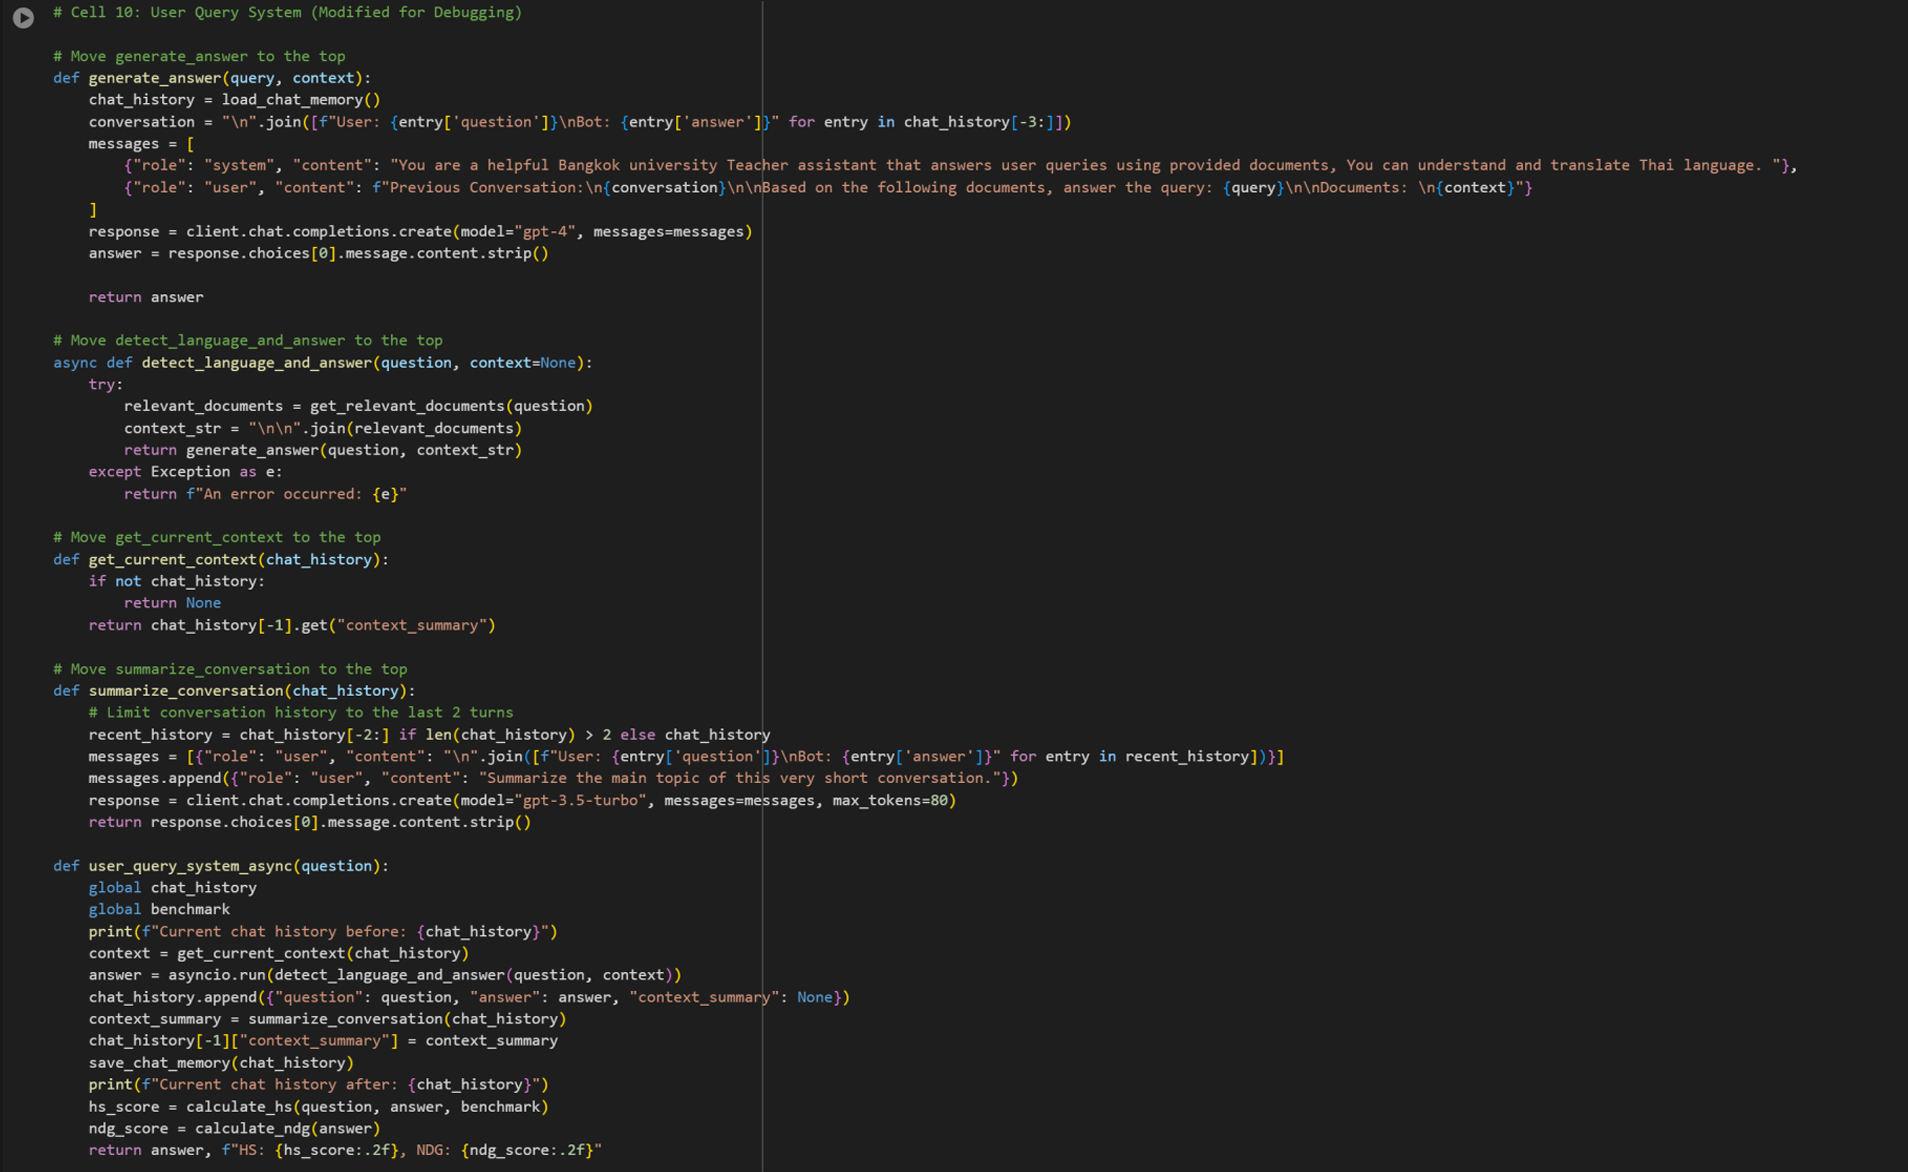 # Cell 10: User Query System (Modified for Debugging)
# Move generate_answer to the top
def generate_answer(query, context):
    chat_history = load_chat_memory()
    conversation = "\n".join([f"User: {entry['question']}\nBot: {entry['answer']}" for entry in chat_history[-3:]])
    messages = [
        {"role": "system", "content": "You are a helpful Bangkok university Teacher assistant that answers user queries using provided documents, You can understand and translate Thai language. "},
        {"role": "user", "content": f"Previous Conversation:\n{conversation}\n\nBased on the following documents, answer the query: {query}\n\nDocuments: \n{context}"}
    ]
    response = client.chat.completions.create(model="gpt-4", messages=messages)
    answer = response.choices[0].message.content.strip()
    return answer
# Move detect_language_and_answer to the top
async def detect_language_and_answer(question, context=None):
    try:
        relevant_documents = get_relevant_documents(question)
        context_str = "\n\n".join(relevant_documents)
        return generate_answer(question, context_str)
    except Exception as e:
        return f"An error occurred: {e}"
# Move get_current_context to the top
def get_current_context(chat_history):
    if not chat_history:
        return None
    return chat_history[-1].get("context_summary")
# Move summarize_conversation to the top
def summarize_conversation(chat_history):
    # Limit conversation history to the last 2 turns
    recent_history = chat_history[-2:] if len(chat_history) > 2 else chat_history
    messages = [{"role": "user", "content": "\n".join([f"User: {entry['question']}\nBot: {entry['answer']}" for entry in recent_history])}]
    messages.append({"role": "user", "content": "Summarize the main topic of this very short conversation."})
    response = client.chat.completions.create(model="gpt-3.5-turbo", messages=messages, max_tokens=80)
    return response.choices[0].message.content.strip()
def user_query_system_async(question):
    global chat_history
    global benchmark
    print(f"Current chat history before: {chat_history}")
    context = get_current_context(chat_history)
    answer = asyncio.run(detect_language_and_answer(question, context))
    chat_history.append({"question": question, "answer": answer, "context_summary": None})
    context_summary = summarize_conversation(chat_history)
    chat_history[-1]["context_summary"] = context_summary
    save_chat_memory(chat_history)
    print(f"Current chat history after: {chat_history}")
    hs_score = calculate_hs(question, answer, benchmark)
    ndg_score = calculate_ndg(answer)
    return answer, f"HS: {hs_score:.2f}, NDG: {ndg_score:.2f}"